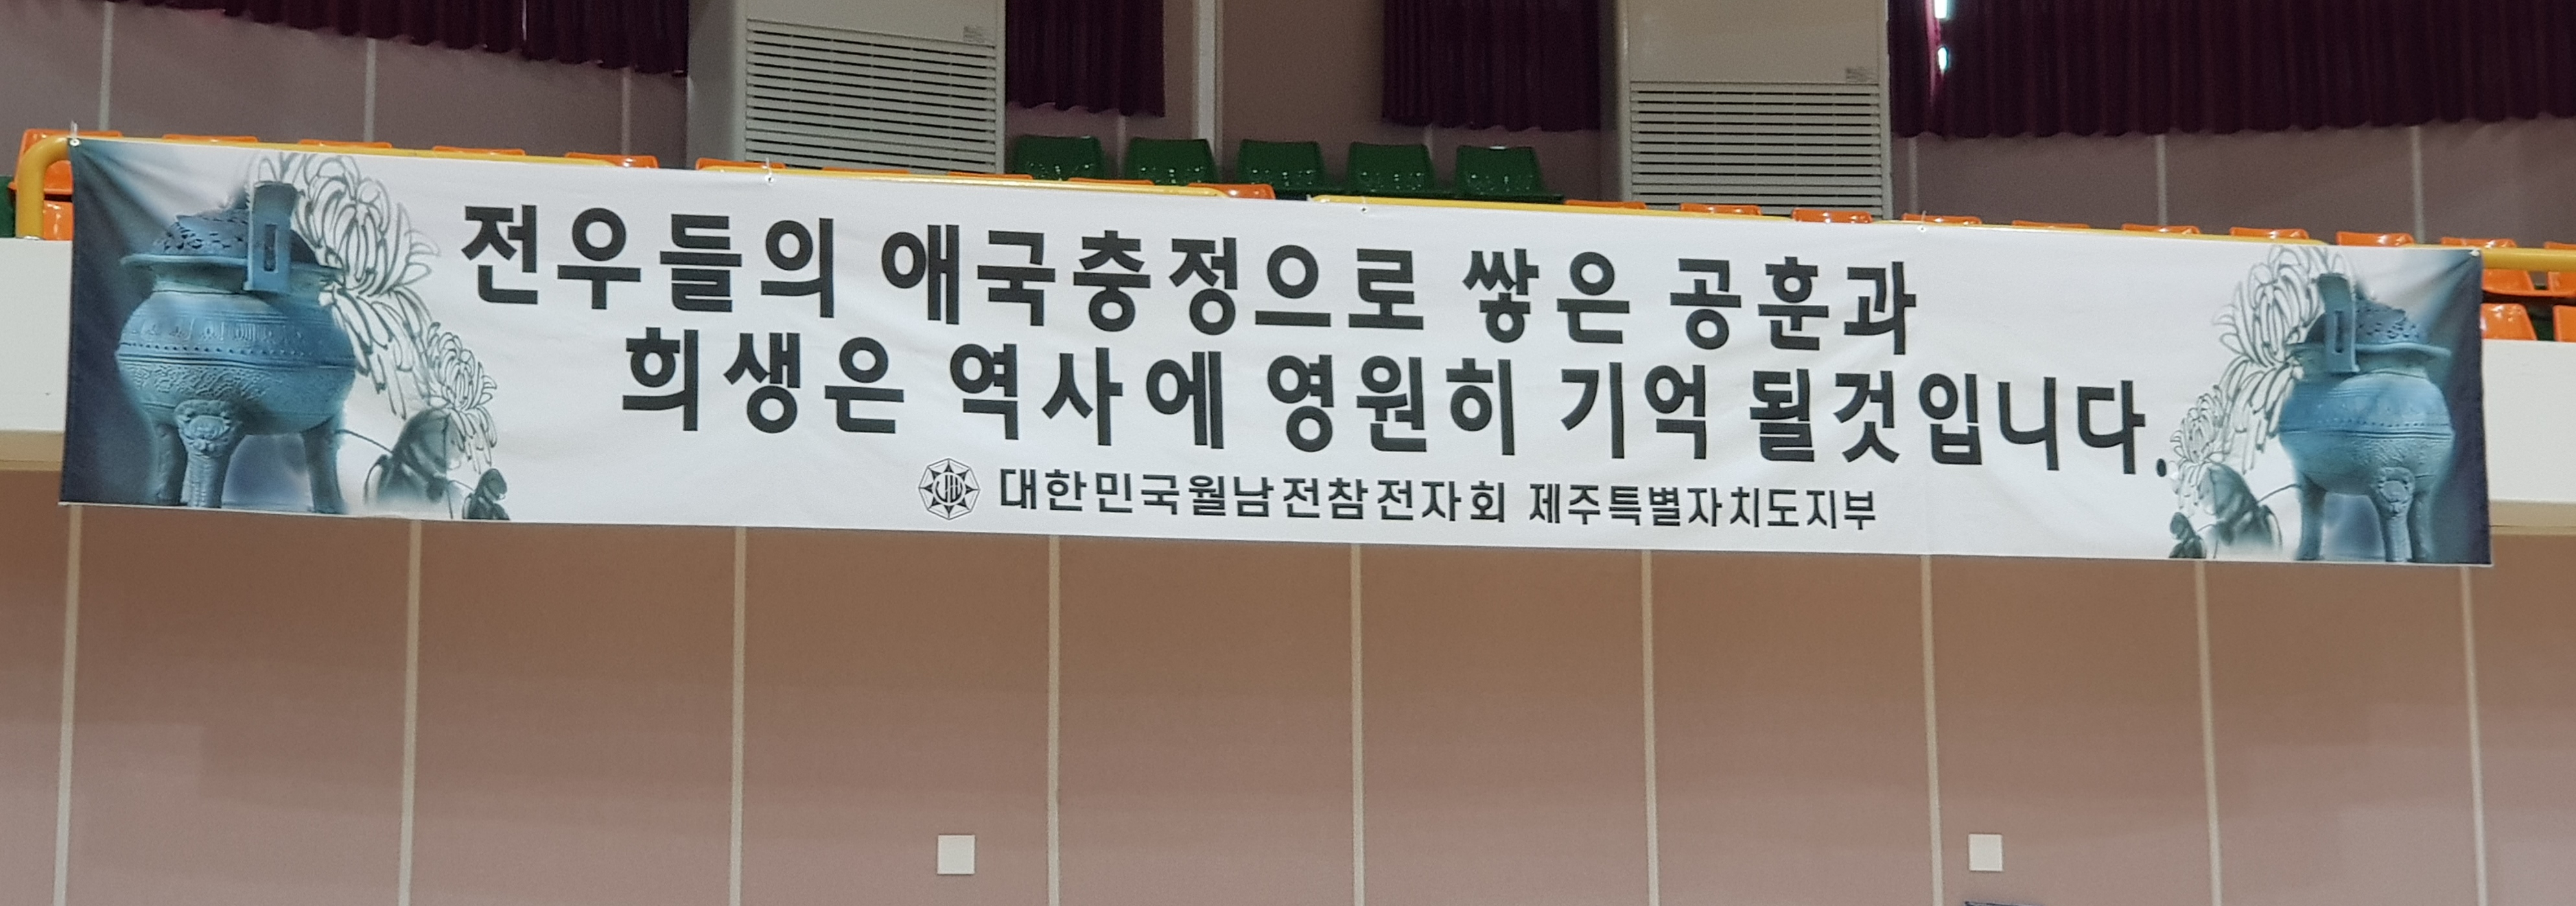 전우들의 애국충정으로 쌓은 공훈과
희생은 역사에 영원히 기억 될것입니다.
대한민국월남전참전자회 제주특별자치도지부